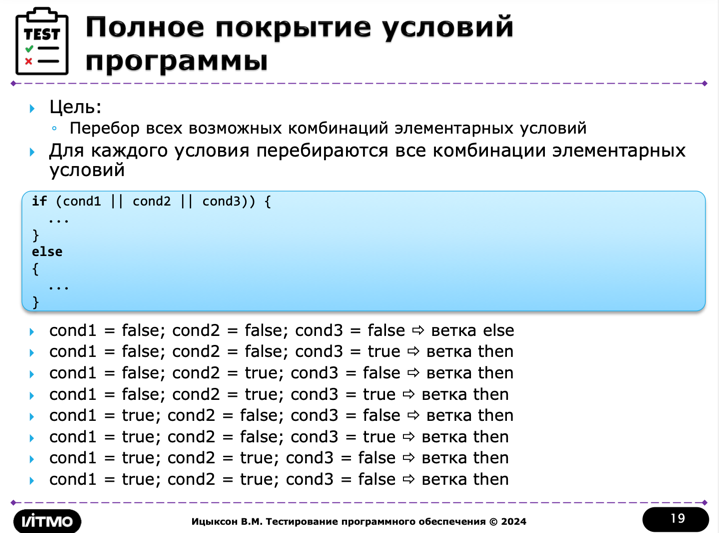 TEST
Полное покрытие условий
программы
Цель:
Перебор всех возможных комбинаций элементарных условий
Для каждого условия перебираются все комбинации элементарных
условий
if (cond1 || cond2 || cond3)) {
...
}
else
{
...
}
cond1 = false; cond2 = false; cond3 = false ⇨ ветка else
cond1 = false; cond2 = false; cond3 = true ⇨ ветка then
cond1 = false; cond2 = true; cond3 = false ⇨ ветка then
cond1 = false; cond2 = true; cond3 = true ⇨ ветка then
cond1 = true; cond2 = false; cond3 = false ⇨ ветка then
cond1 = true; cond2 = false; cond3 = true ⇨ ветка then
cond1 = true; cond2 = true; cond3 = false ⇨ ветка then
cond1 = true; cond2 = true; cond3 = false ⇨ ветка then
ИТМО
Ицыксон В.М. Тестирование программного обеспечения © 2024
19